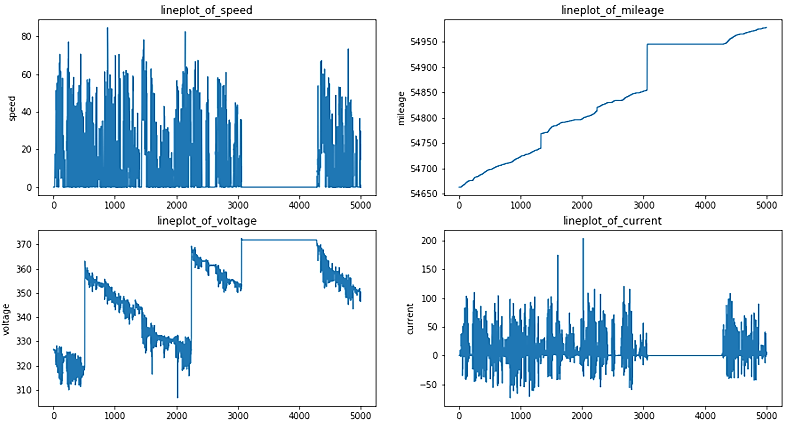 lineplot_of_speed
speed
80
60
40
20
0
0 1000 2000 3000 4000 5000
lineplot_of_mileage
mileage
54950
54900
54850
54800
54750
54700
54650
0 1000 2000 3000 4000 5000
lineplot_of_voltage
voltage
370
360
350
340
330
320
310
0 1000 2000 3000 4000 5000
lineplot_of_current
current
200
150
100
50
0
−50
0 1000 2000 3000 4000 5000